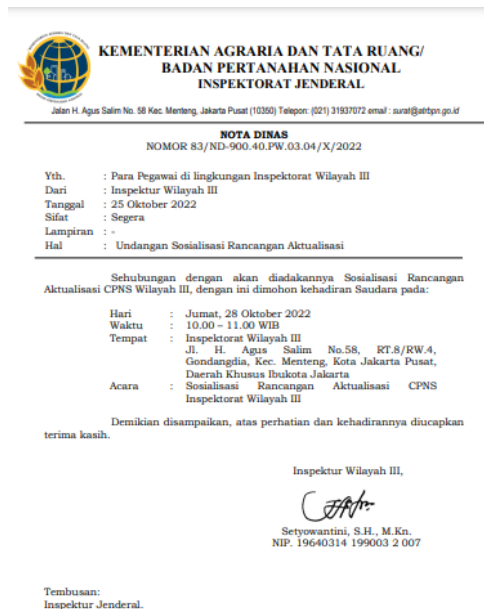 KEMENTERIAN AGRARIA DAN TATA RUANG/
BADAN PERTANAHAN NASIONAL
INSPEKTORAT JENDERAL
Jalan H. Agus Salim No. 58 Kec. Menteng, Jakarta Pusat (10350) Telepon: (021) 31937072 email : surat@atrbpn.go.id
NOTA DINAS
NOMOR 83/ND-900.40.PW.03.04/X/2022
Yth. : Para Pegawai di lingkungan Inspektorat Wilayah III
Dari : Inspektur Wilayah III
Tanggal : 25 Oktober 2022
Sifat : Segera
Lampiran : -
Hal : Undangan Sosialisasi Rancangan Aktualisasi
Sehubungan dengan akan diadakannya Sosialisasi Rancangan
Aktualisasi CPNS Wilayah III, dengan ini dimohon kehadiran Saudara pada:
Hari : Jumat, 28 Oktober 2022
Waktu : 10.00 – 11.00 WIB
Tempat : Inspektorat Wilayah III
Jl. H. Agus Salim No.58, RT.8/RW.4,
Gondangdia, Kec. Menteng, Kota Jakarta Pusat,
Daerah Khusus Ibukota Jakarta
Acara : Sosialisasi Rancangan Aktualisasi CPNS
Inspektorat Wilayah III
Demikian disampaikan, atas perhatian dan kehadirannya diucapkan
terima kasih.
Inspektur Wilayah III,
Setyowantini, S.H., M.Kn.
NIP. 19640314 199003 2 007
Tembusan:
Inspektur Jenderal.